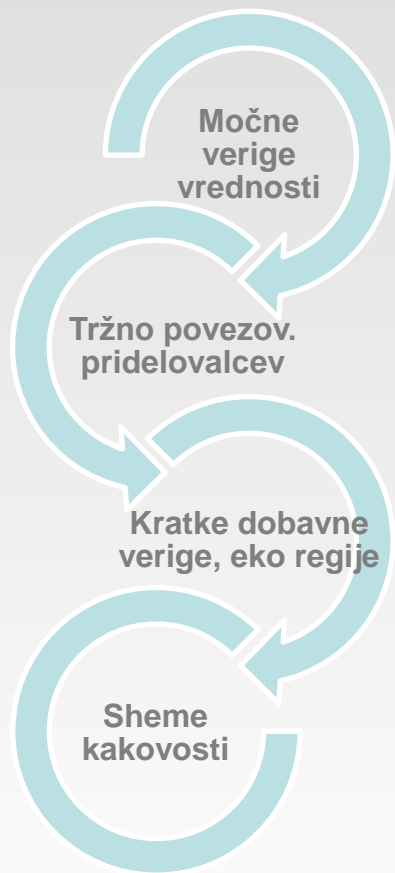 Močne
verige
vrednosti
Tržno povezov.
pridelovalcev
Kratke dobavne
verige, eko regije
Sheme
kakovosti